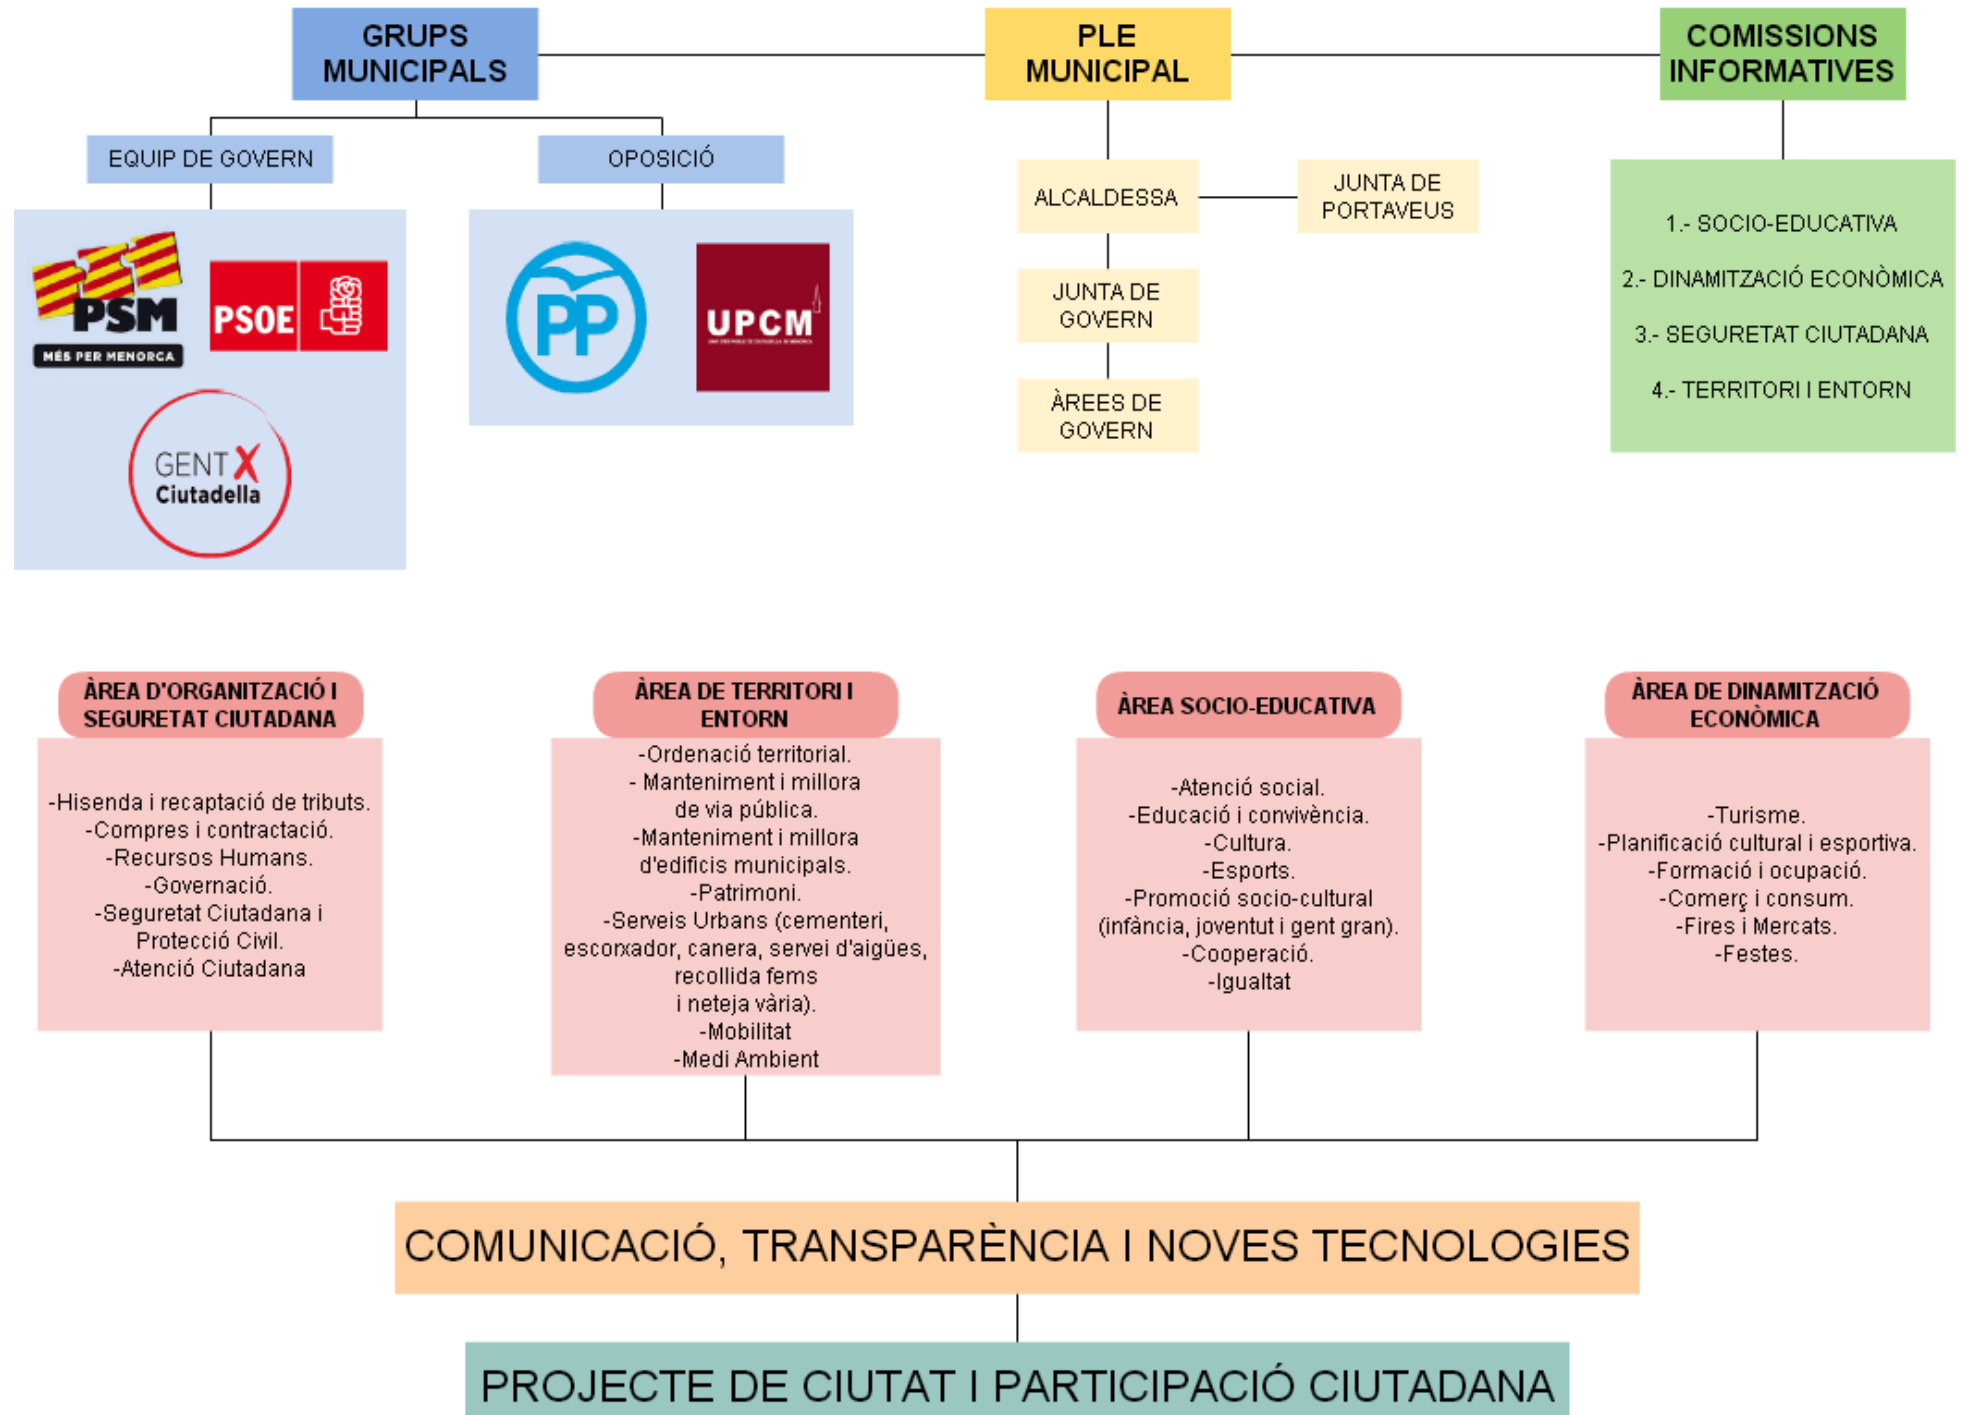 GRUPS
MUNICIPALS
PLE
MUNICIPAL
COMISSIONS
INFORMATIVES
EQUIP DE GOVERN
OPOSICIÓ
PSM
MÉS PER MENORCA
PSOE
GENT X
Ciutadella
PP
UPCM
ALCALDESSA
JUNTA DE
PORTAVEUS
JUNTA DE
GOVERN
ÀREES DE
GOVERN
1.- SOCIO-EDUCATIVA
2.- DINAMITZACIÓ ECONÒMICA
3.- SEGURETAT CIUTADANA
4.- TERRITORI I ENTORN
ÀREA D'ORGANITZACIÓ I
SEGURETAT CIUTADANA
-Hisenda i recaptació de tributs.
-Compres i contractació.
-Recursos Humans.
-Governació.
-Seguretat Ciutadana i
Protecció Civil.
-Atenció Ciutadana
ÀREA DE TERRITORI I
ENTORN
-Ordenació territorial.
- Manteniment i millora
de via pública.
-Manteniment i millora
d'edificis municipals.
-Patrimoni.
-Serveis Urbans (cementeri,
escorxador, canera, servei d'aigües,
recollida fems
i neteja vària).
-Mobilitat
-Medi Ambient
ÀREA SOCIO-EDUCATIVA
-Atenció social.
-Educació i convivència.
-Cultura.
-Esports.
-Promoció socio-cultural
(infància, joventut i gent gran).
-Cooperació.
-Igualtat
ÀREA DE DINAMITZACIÓ
ECONÒMICA
-Turisme.
-Planificació cultural i esportiva.
-Formació i ocupació.
-Comerç i consum.
-Fires i Mercats.
-Festes.
COMUNICACIÓ, TRANSPARÈNCIA I NOVES TECNOLOGIES
PROJECTE DE CIUTAT I PARTICIPACIÓ CIUTADANA